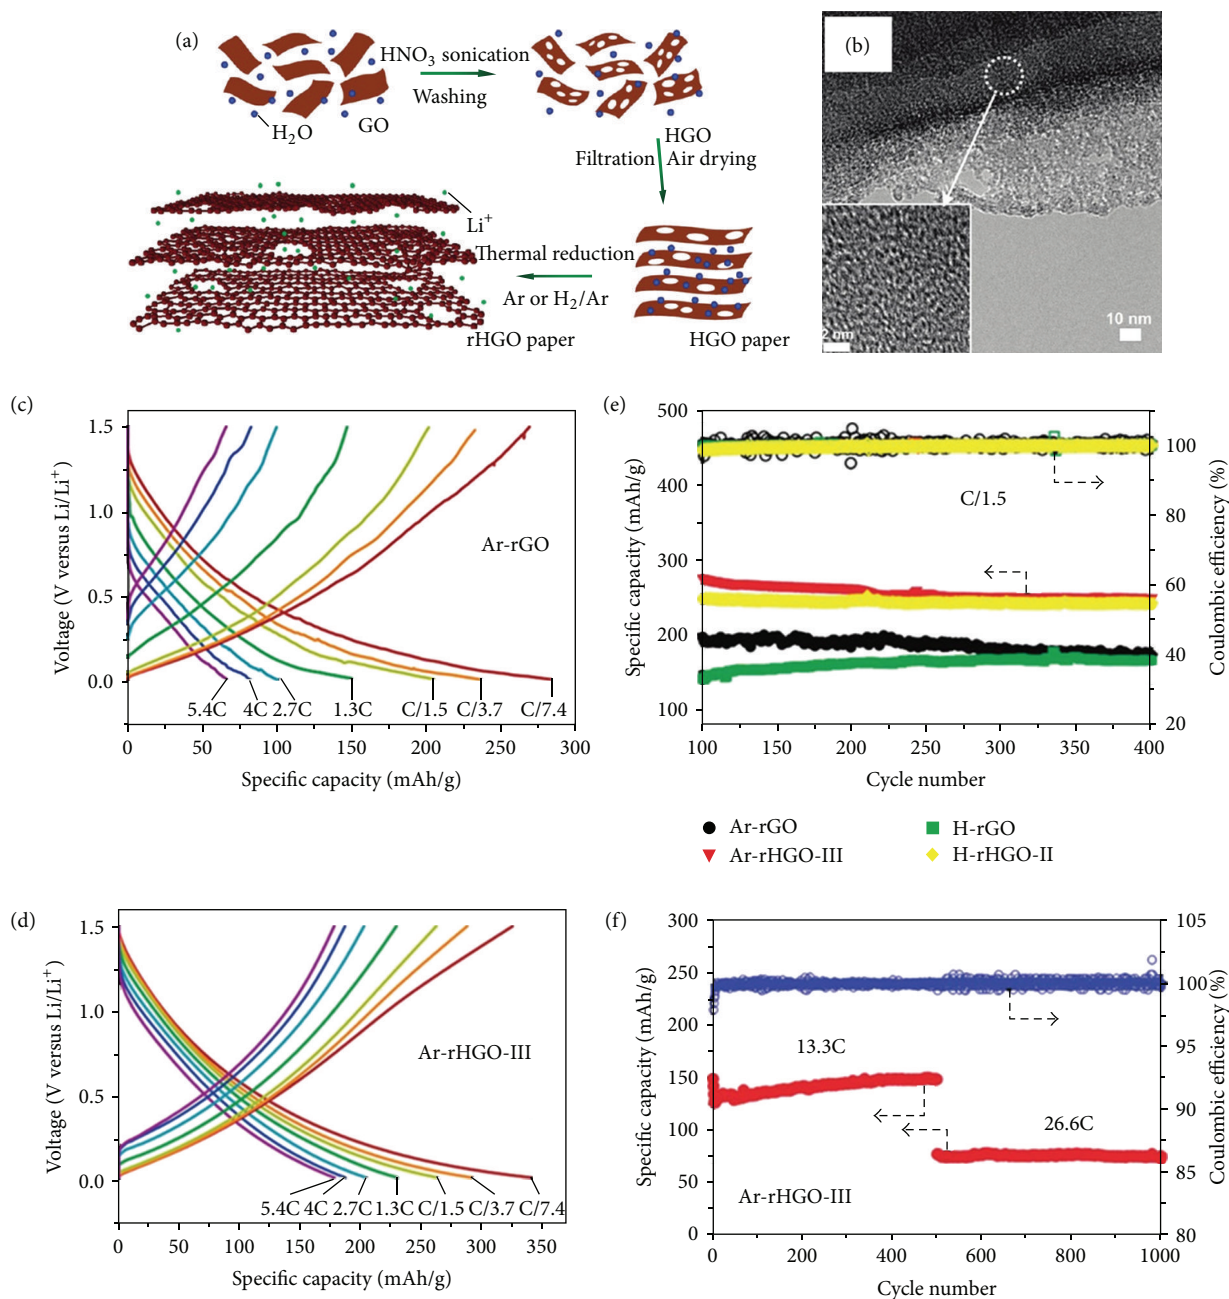 (a)
HNO3 sonication
Washing
H2O
GO
HGO
Filtration
Air drying
Li+
Thermal reduction
Ar or H2/Ar
rHGO paper
HGO paper
(b)
2 nm
10 nm
(c)
Voltage (V versus Li/Li+)
1.5
1.0
0.5
0.0
Ar-rGO
5.4C 4C 2.7C 1.3C C/1.5 C/3.7 C/7.4
0 50 100 150 200 250 300
Specific capacity (mAh/g)
(e)
Specific capacity (mAh/g)
500
450
300
200
100
C/1.5
100
80
60
40
20
Coulombic efficiency (%)
100 150 200 250 300 350 400
Cycle number
Ar-rGO
H-rGO
Ar-rHGO-III
H-rHGO-II
(d)
Voltage (V versus Li/Li+)
1.5
1.0
0.5
0.0
Ar-rHGO-III
5.4C 4C 2.7C 1.3C C/1.5 C/3.7 C/7.4
0 50 100 150 200 250 300 350
Specific capacity (mAh/g)
(f)
Specific capacity (mAh/g)
300
250
200
150
100
50
0
13.3C
26.6C
Ar-rHGO-III
105
100
95
90
85
80
Coulombic efficiency (%)
0 200 400 600 800 1000
Cycle number